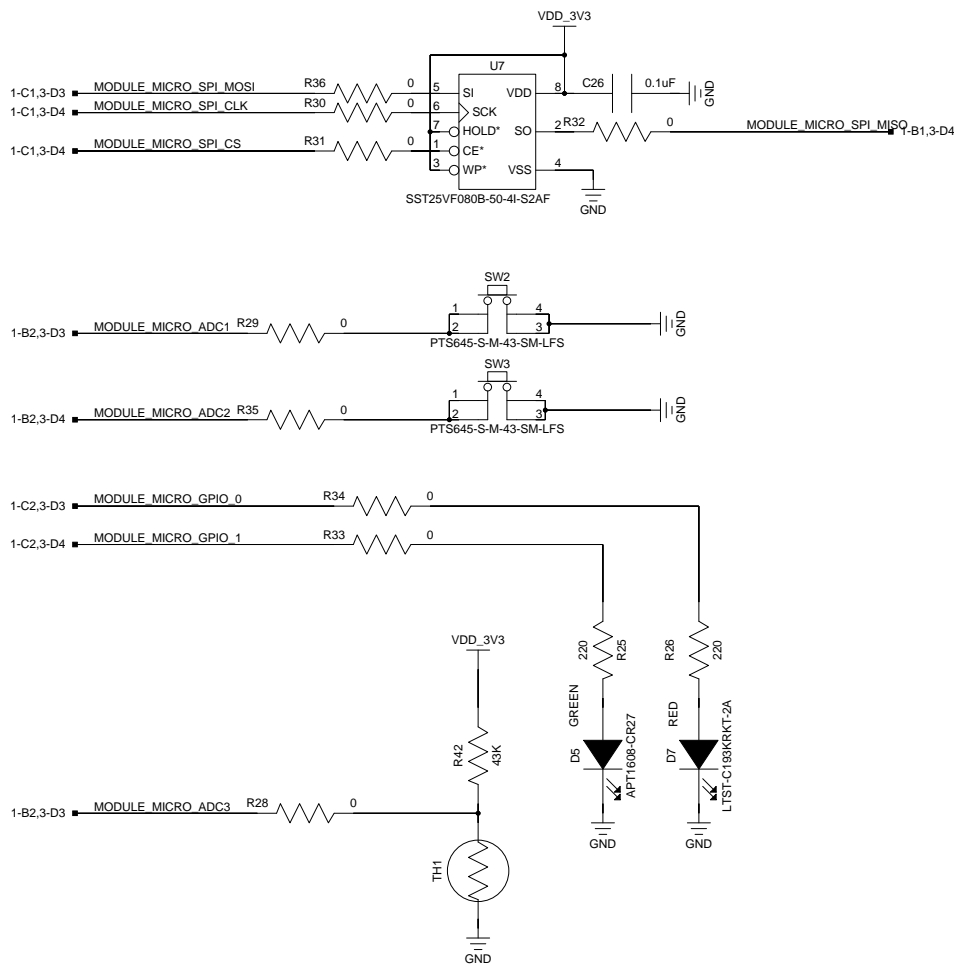 VDD_3V3
U7
1-C1,3-D3 MODULE_MICRO_SPI_MOSI R36 0 5 SI VDD 8 C26 0.1uF GND
1-C1,3-D4 MODULE_MICRO_SPI_CLK R30 0 6 SCK
7 HOLD* SO 2 R32 0 MODULE_MICRO_SPI_MISO 1-B1,3-D4
1-C1,3-D4 MODULE_MICRO_SPI_CS R31 0 1 CE*
3 WP* VSS 4
SST25VF080B-50-4I-S2AF
GND
SW2
1 4
1-B2,3-D3 MODULE_MICRO_ADC1 R29 0 2 3 GND
PTS645-S-M-43-SM-LFS
SW3
1 4
1-B2,3-D4 MODULE_MICRO_ADC2 R35 0 2 3 GND
PTS645-S-M-43-SM-LFS
1-C2,3-D3 MODULE_MICRO_GPIO_0 R34 0
1-C2,3-D4 MODULE_MICRO_GPIO_1 R33 0
VDD_3V3
220 R25 R26 220
GREEN RED
R42 43K
D5 APT1608-CR27 D7 LTST-C193KRKT-2A
1-B2,3-D3 MODULE_MICRO_ADC3 R28 0
GND GND
TH1
GND